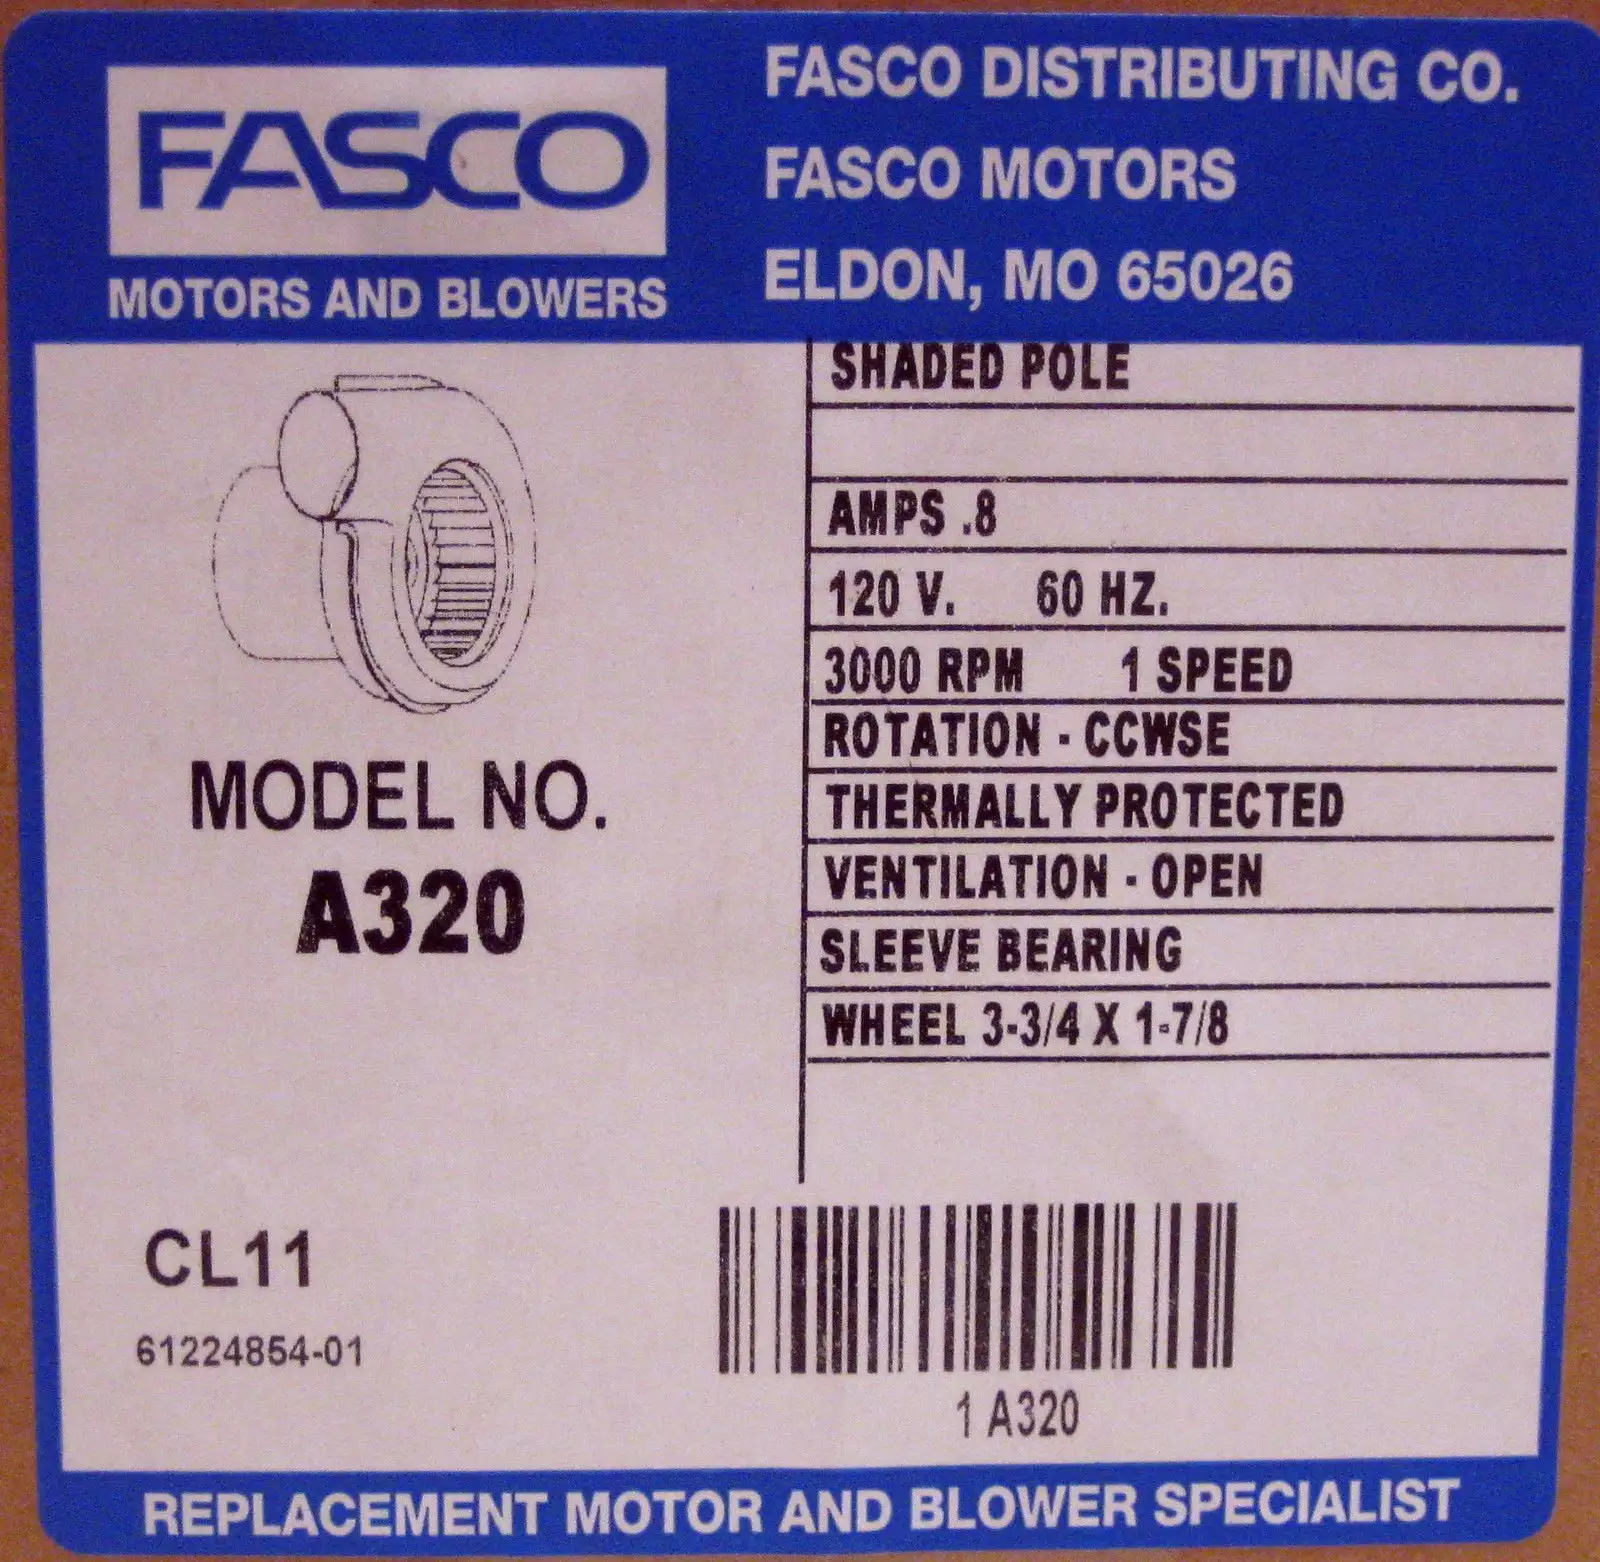 FASCO
MOTORS AND BLOWERS
FASCO DISTRIBUTING CO.
FASCO MOTORS
ELDON, MO 65026
SHADED POLE
AMPS .8
120 V. 60 HZ.
3000 RPM 1 SPEED
ROTATION - CCWSE
THERMALLY PROTECTED
VENTILATION - OPEN
SLEEVE BEARING
WHEEL 3-3/4 X 1-7/8
MODEL NO.
A320
CL11
61224854-01
1 A320
REPLACEMENT MOTOR AND BLOWER SPECIALIST